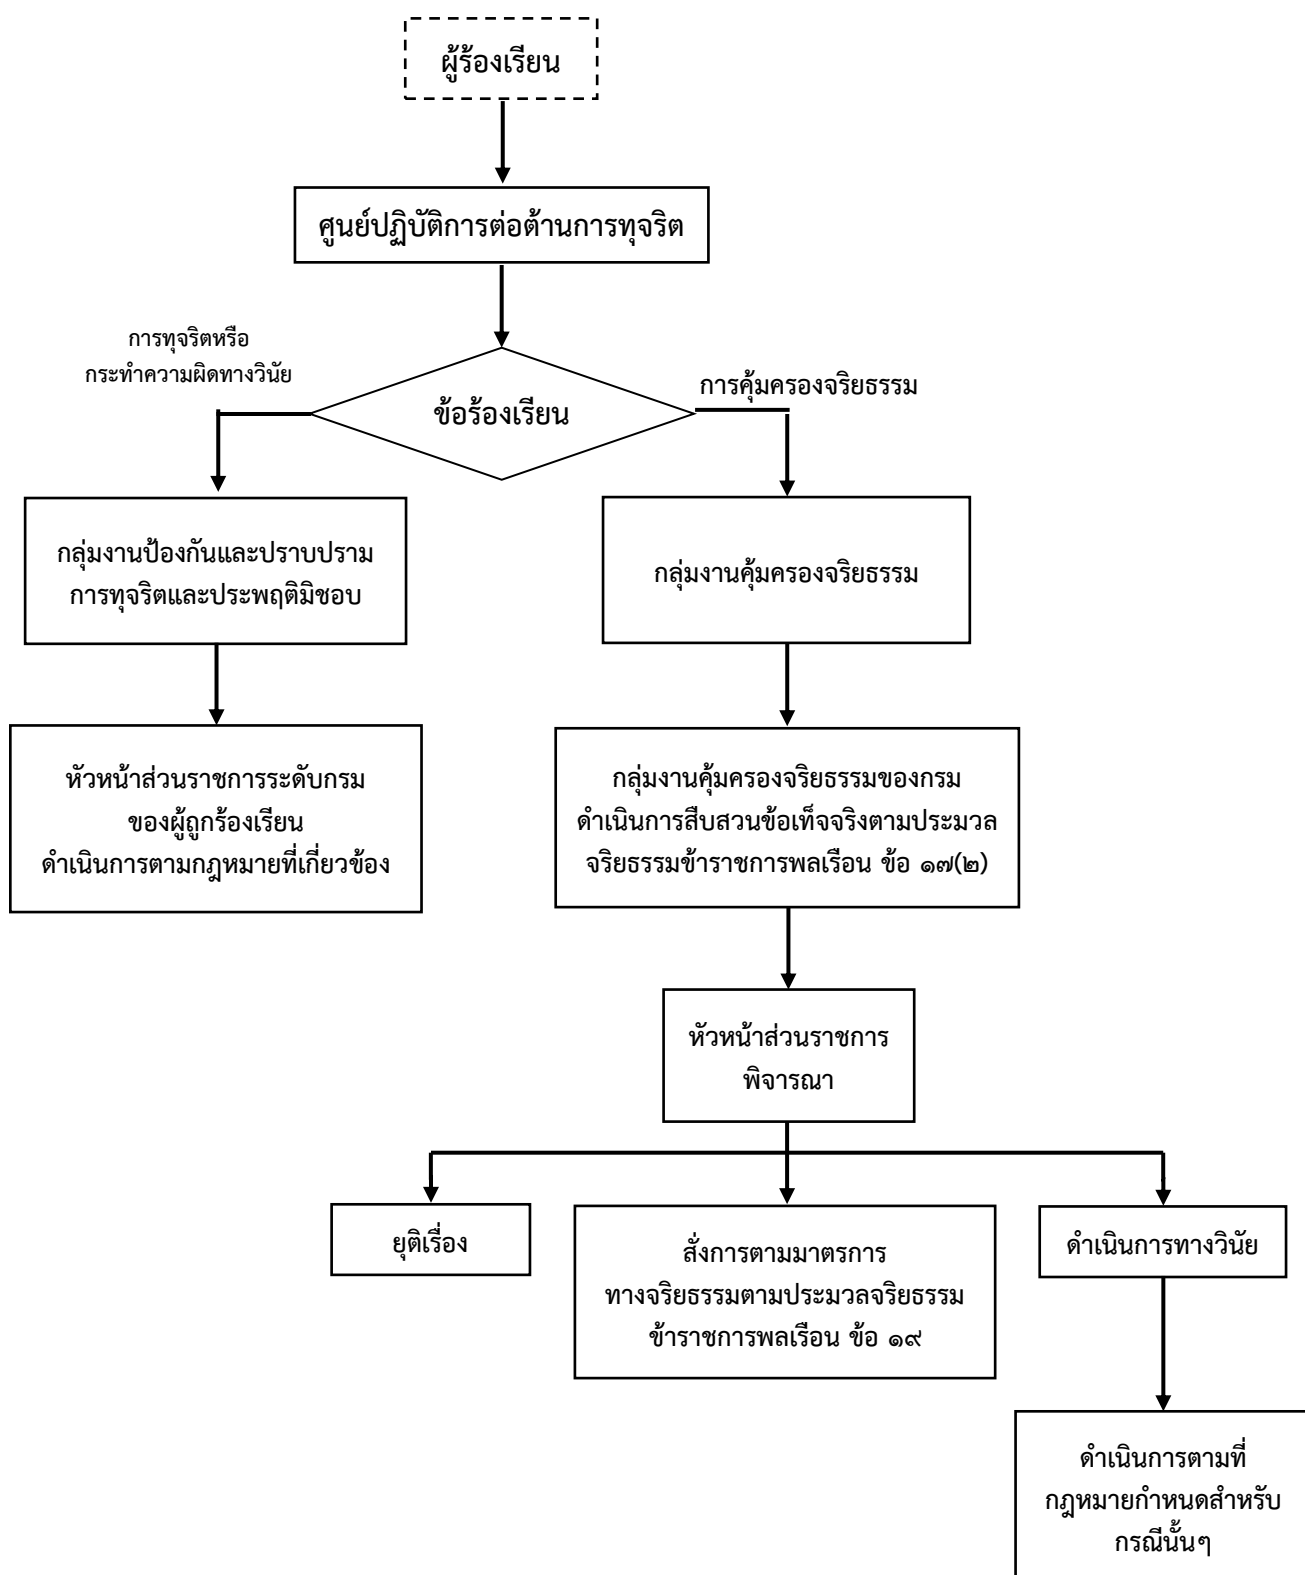 ผู้ร้องเรียน
ศูนย์ปฏิบัติการต่อต้านการทุจริต
การทุจริตหรือ
กระทำความผิดทางวินัย
ข้อร้องเรียน
การคุ้มครองจริยธรรม
กลุ่มงานป้องกันและปราบปราม
การทุจริตและประพฤติมิชอบ
กลุ่มงานคุ้มครองจริยธรรม
หัวหน้าส่วนราชการระดับกรม
ของผู้ถูกร้องเรียน
ดำเนินการตามกฎหมายที่เกี่ยวข้อง
กลุ่มงานคุ้มครองจริยธรรมของกรม
ดำเนินการสืบสวนข้อเท็จจริงตามประมวล
จริยธรรมข้าราชการพลเรือน ข้อ ๑๗(๒)
หัวหน้าส่วนราชการ
พิจารณา
ยุติเรื่อง
สั่งการตามมาตรการ
ทางจริยธรรมตามประมวลจริยธรรม
ข้าราชการพลเรือน ข้อ ๑๙
ดำเนินการทางวินัย
ดำเนินการตามที่
กฎหมายกำหนดสำหรับ
กรณีนั้นๆ